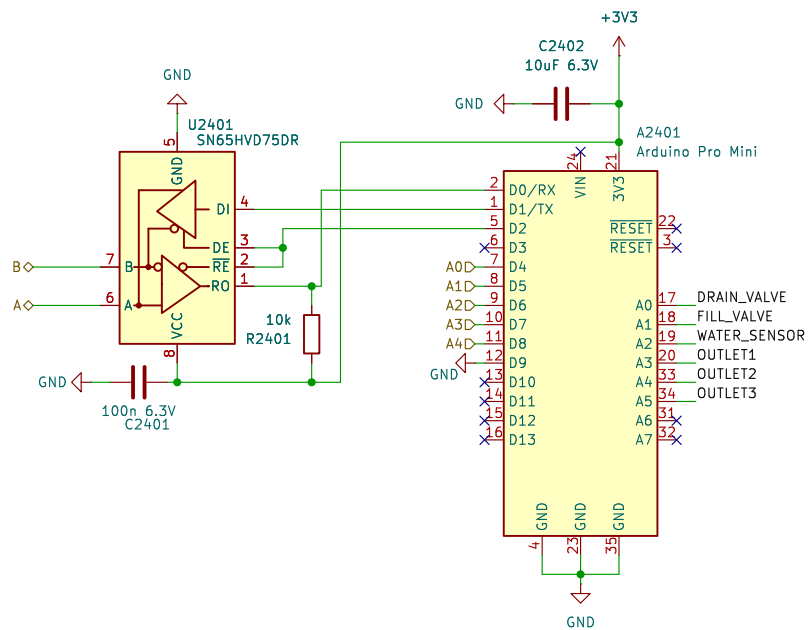 +3V3
C2402
10uF 6.3V
GND
GND
U2401
SN65HVD75DR
A2401
Arduino Pro Mini
5
GND
24
VIN
21
3V3
DI 4
DE 3
RE 2
RO 1
B 7 B
A 6 A
VCC
8
10k
R2401
GND
100n 6.3V
C2401
2 D0/RX
1 D1/TX
5 D2
6 D3
A0 7 D4
A1 8 D5
A2 9 D6
A3 10 D7
A4 11 D8
GND 12 D9
13 D10
14 D11
15 D12
16 D13
RESET 22
RESET 3
A0 17 DRAIN_VALVE
A1 18 FILL_VALVE
A2 19 WATER_SENSOR
A3 20 OUTLET1
A4 33 OUTLET2
A5 34 OUTLET3
A6 31
A7 32
GND GND GND
4 23 35
GND